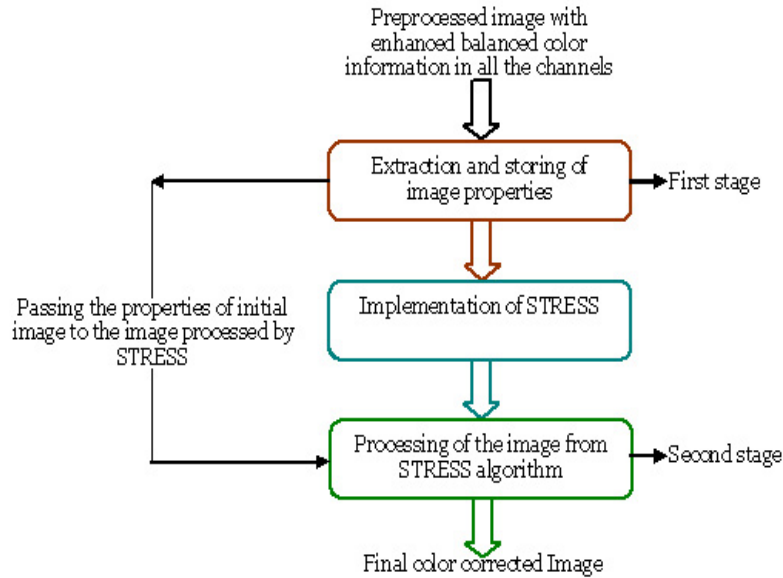 Preprocessed image with
enhanced balanced color
information in all the channels
Extraction and storing of
image properties
First stage
Passing the properties of initial
image to the image processed by
STRESS
Implementation of STRESS
Processing of the image from
STRESS algorithm
Second stage
Final color corrected Image